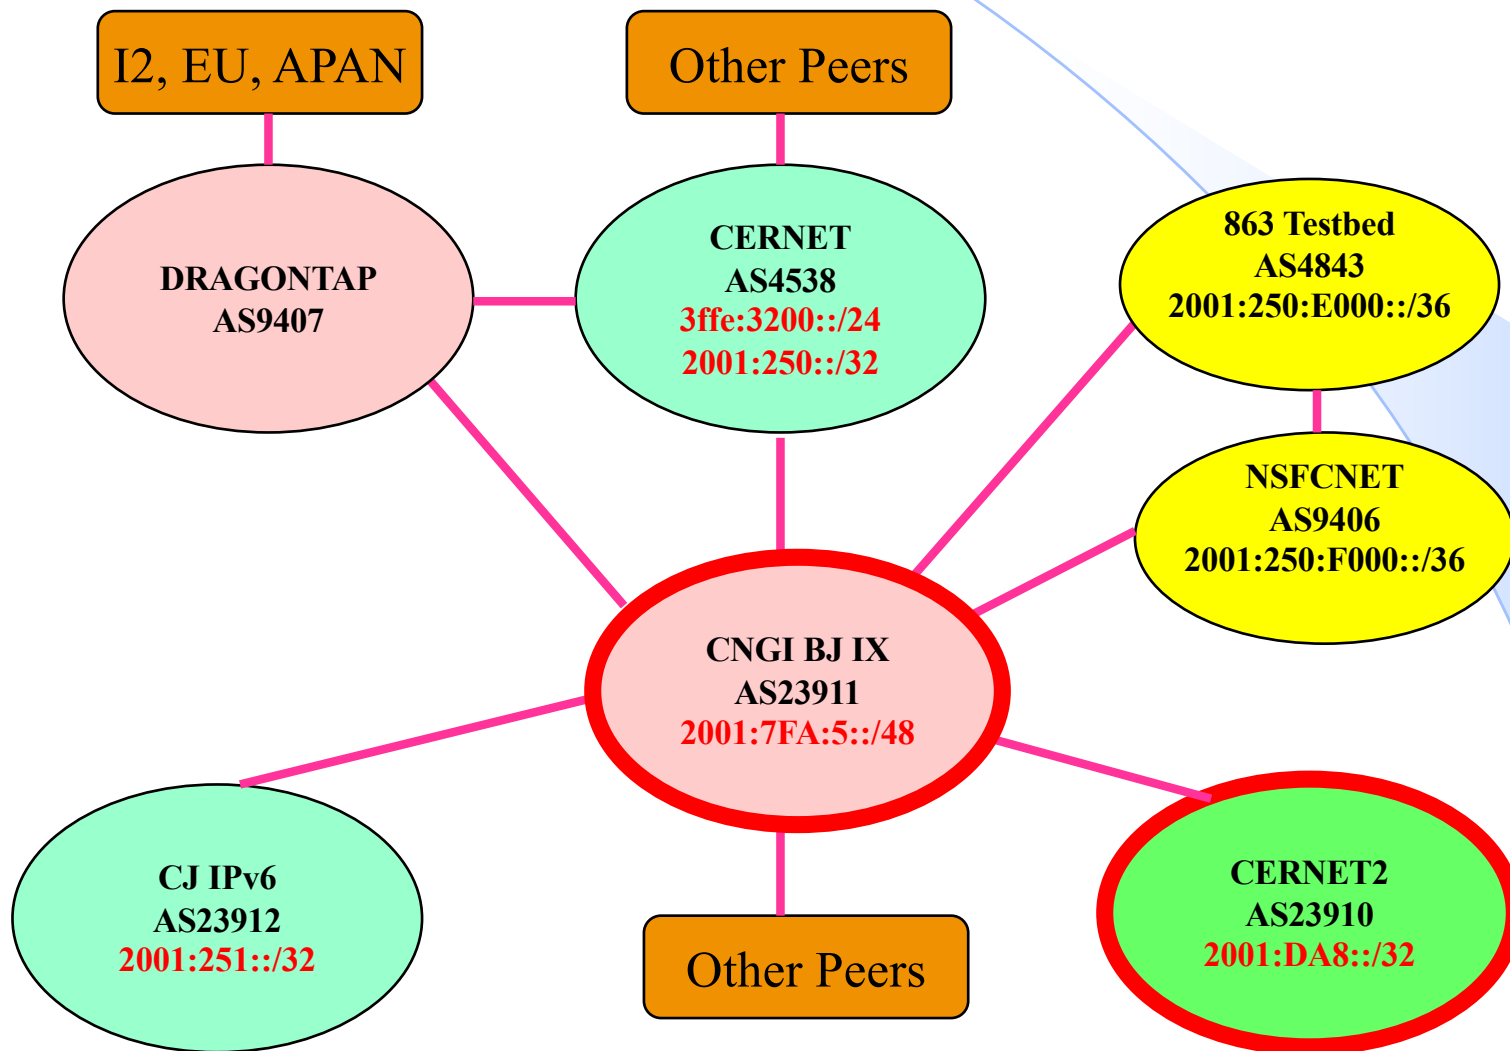 I2, EU, APAN
Other Peers
DRAGONTAP
AS9407
CERNET
AS4538
3ffe:3200::/24
2001:250::/32
863 Testbed
AS4843
2001:250:E000::/36
NSFCNET
AS9406
2001:250:F000::/36
CNGI BJ IX
AS23911
2001:7FA:5::/48
CJ IPv6
AS23912
2001:251::/32
Other Peers
CERNET2
AS23910
2001:DA8::/32